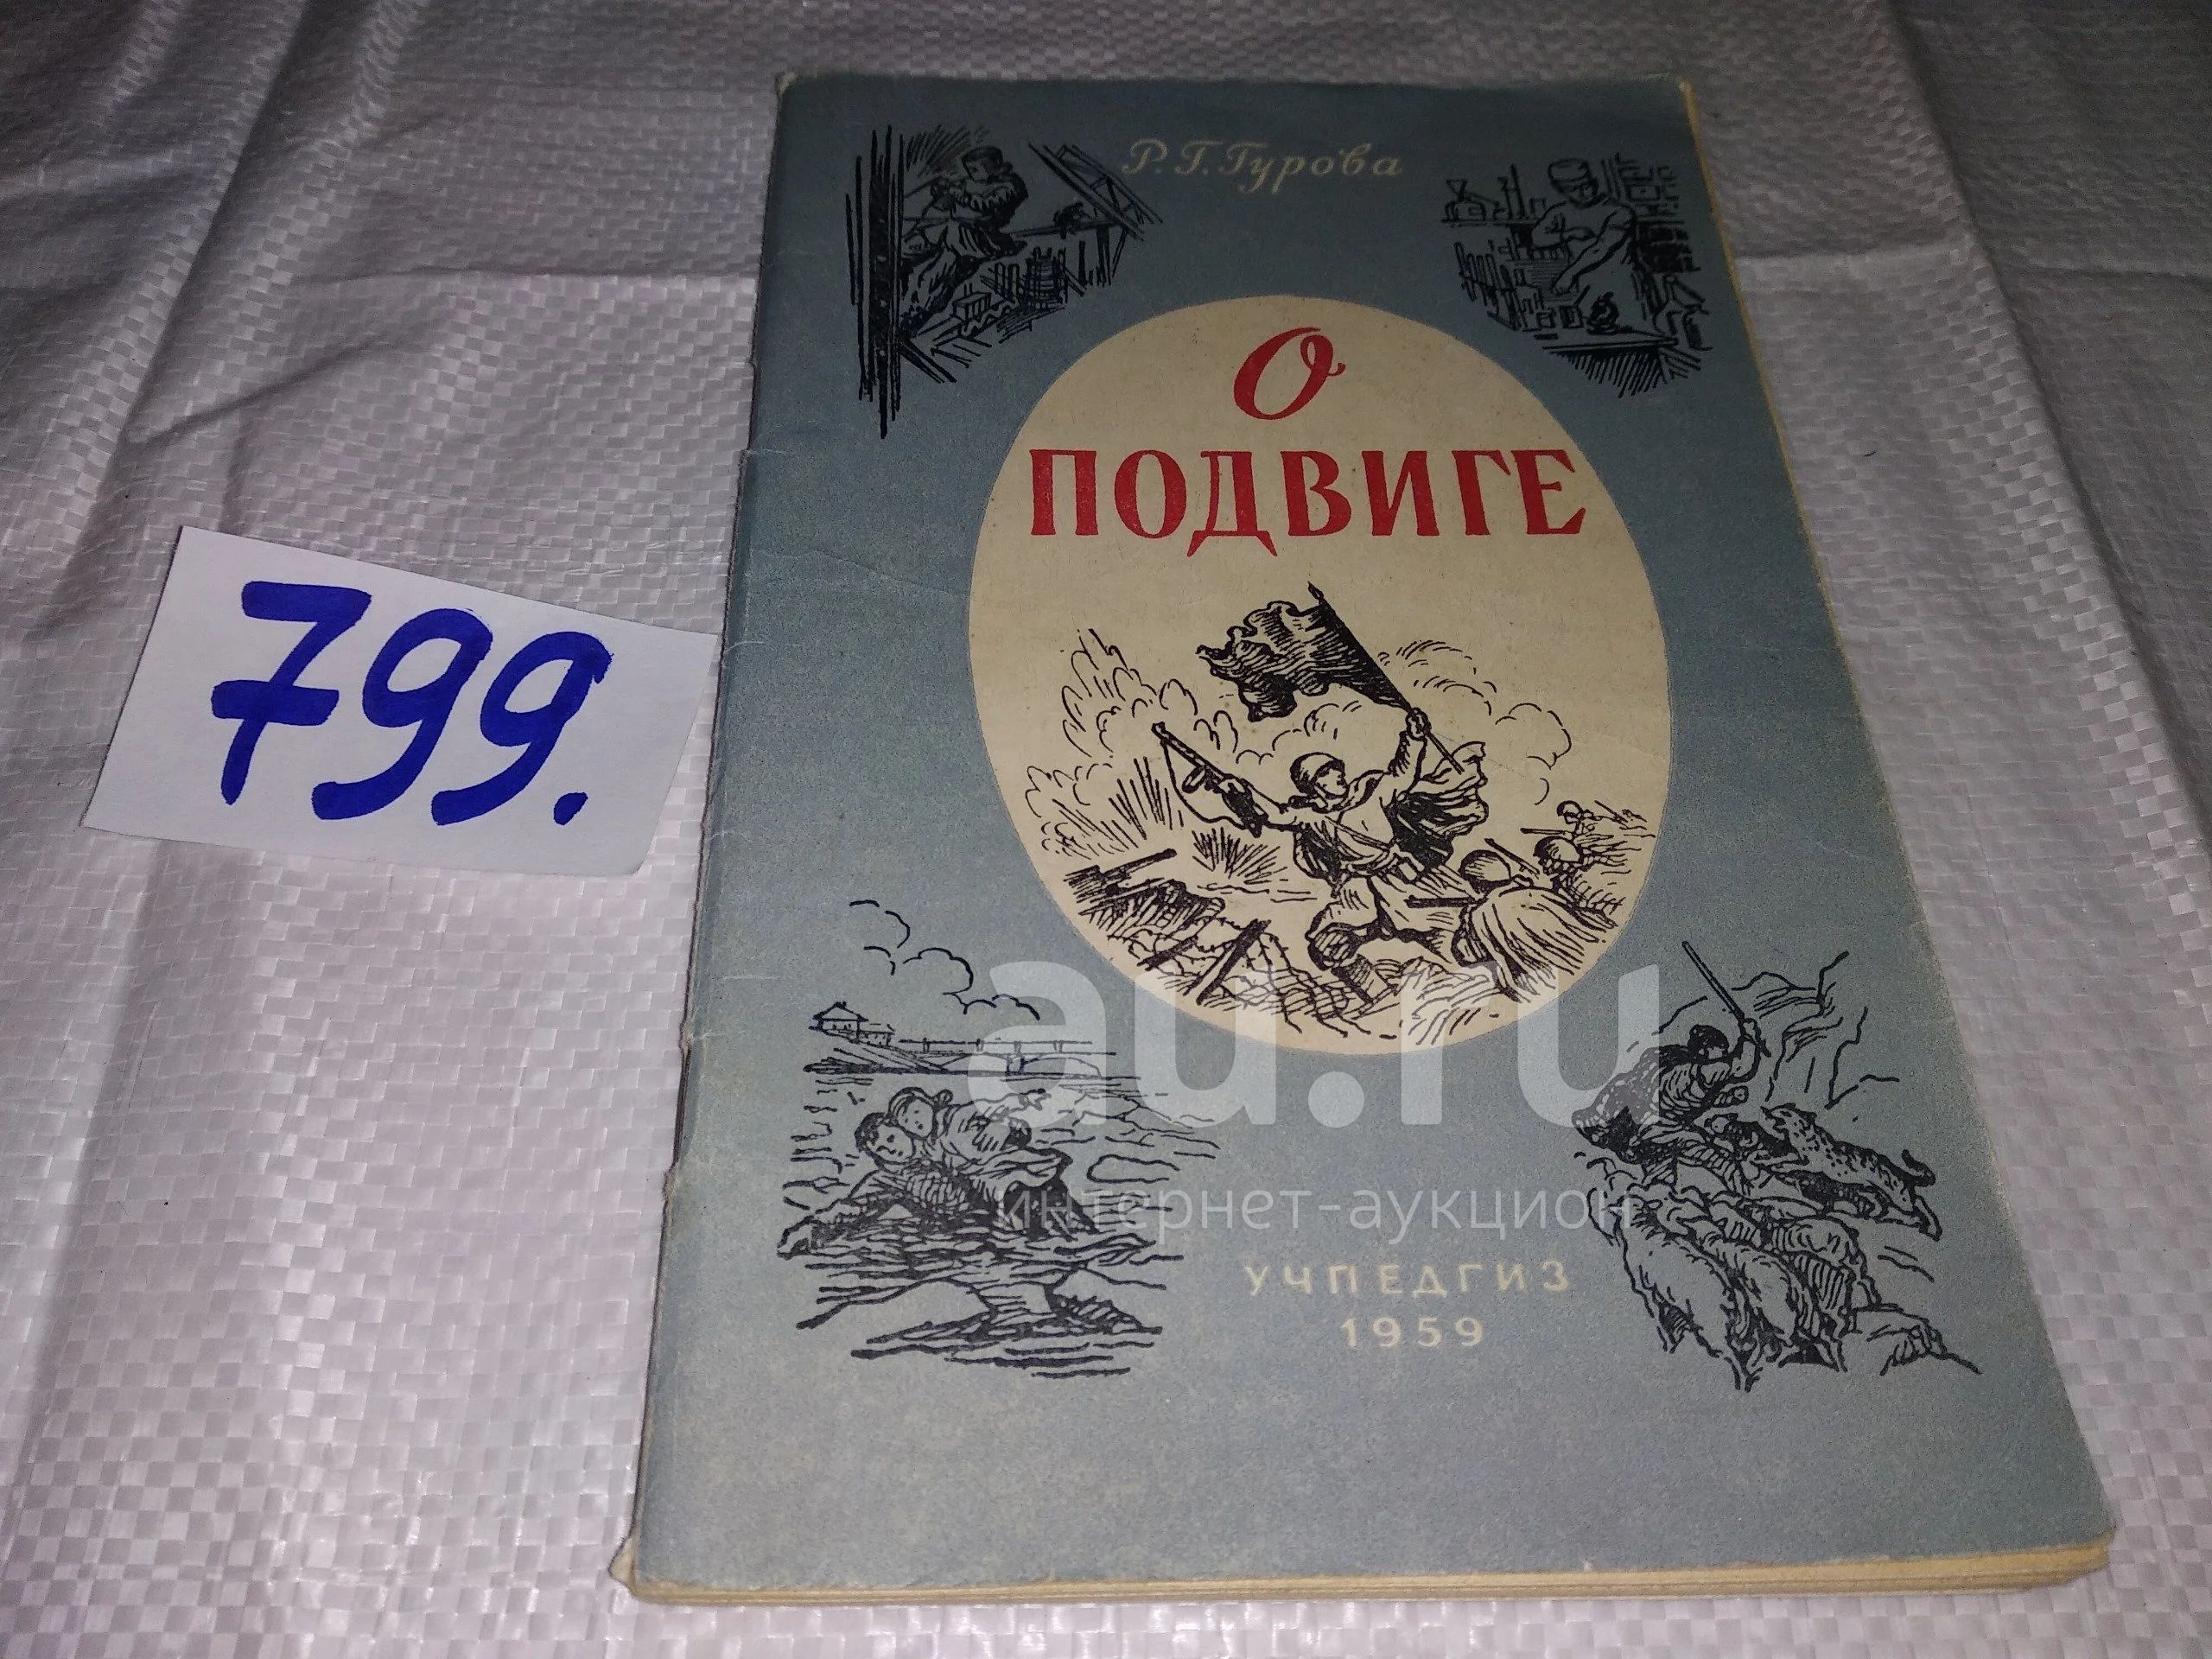 Р. Г. Гурова
О
ПОДВИГЕ
799.
au.ru
интернет-аукцион
УЧПЕДГИЗ
1959